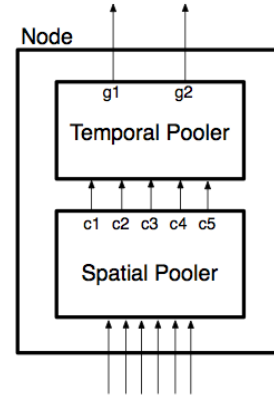 Node
g1 g2
Temporal Pooler
c1 c2 c3 c4 c5
Spatial Pooler